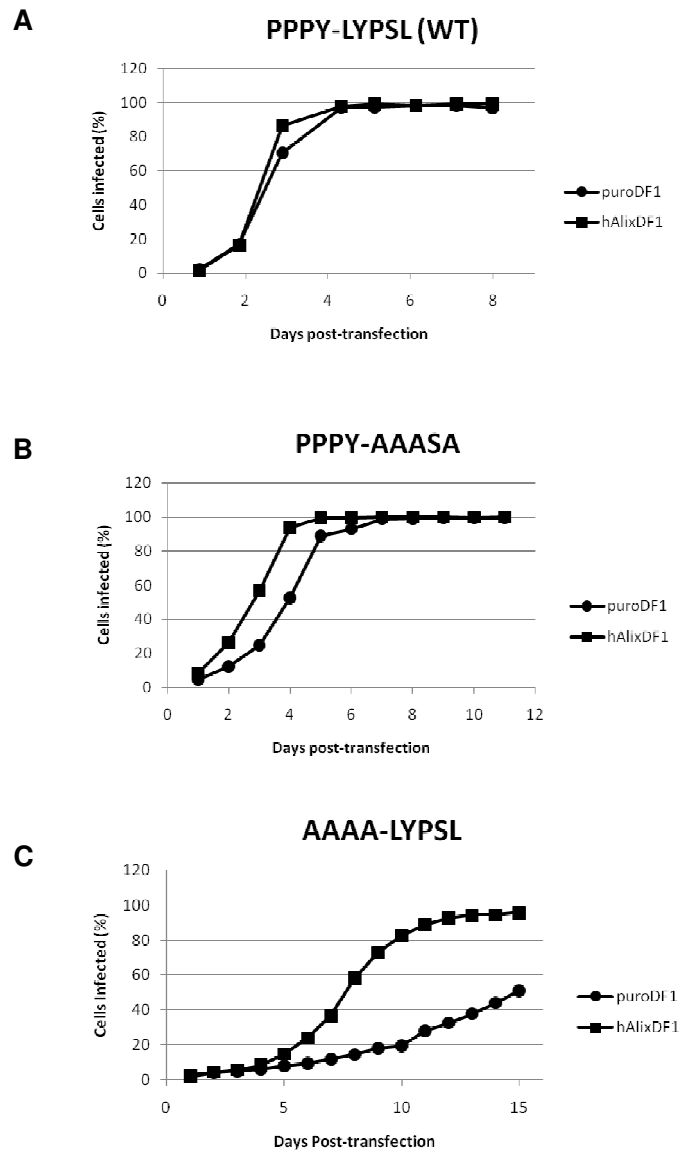 A
PPPY-LYPSL (WT)
120
100
80
60
40
20
0
Cells infected (%)
0 2 4 6 8
Days post-transfection
puroDF1
hAlixDF1
B
PPPY-AAASA
120
100
80
60
40
20
0
Cells infected (%)
0 2 4 6 8 10 12
Days post-transfection
puroDF1
hAlixDF1
C
AAAA-LYPSL
120
100
80
60
40
20
0
Cells Infected (%)
0 5 10 15
Days Post-transfection
puroDF1
hAlixDF1